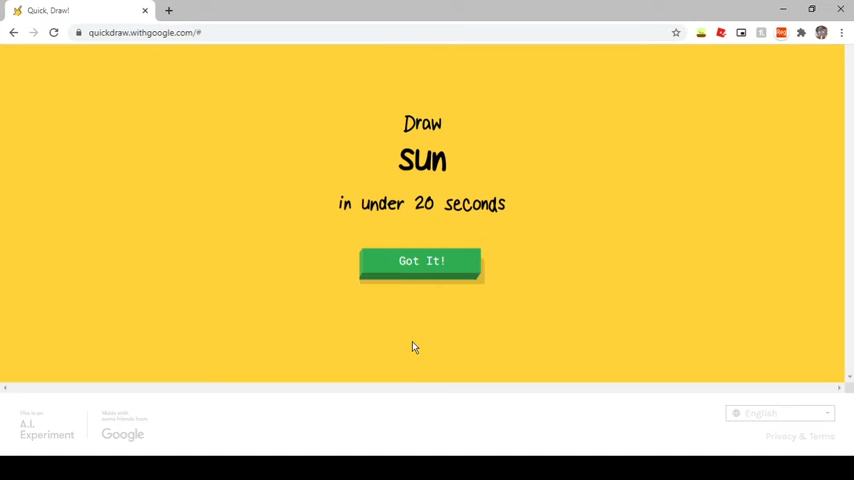 Quick, Draw!
quickdraw.withgoogle.com/#
Req
Draw
sun
in under 20 seconds
Got It!
This is an
A.I.
Experiment
Made with
some friends from
Google
English
Privacy & Terms